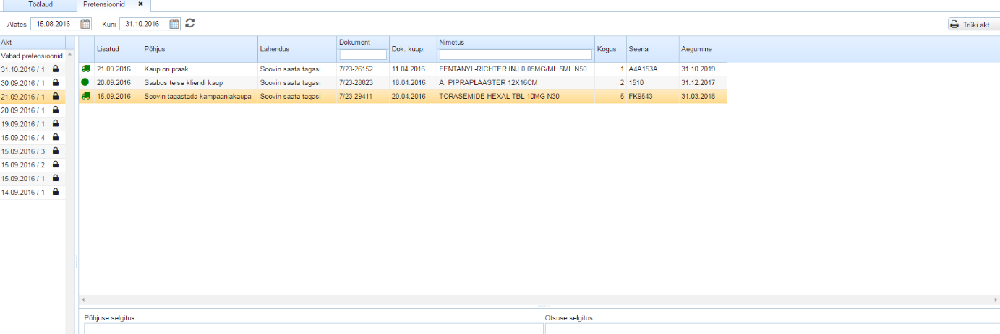 Töölaud Pretensioonid ×
Alates 15.08.2016 Kuni 31.10.2016 Trüki akt
Akt
Vabad pretensioonid
31.10.2016 / 1
30.09.2016 / 1
21.09.2016 / 1
20.09.2016 / 1
19.09.2016 / 1
15.09.2016 / 4
15.09.2016 / 3
15.09.2016 / 2
15.09.2016 / 1
14.09.2016 / 1
Lisatud Põhjus Lahendus Dokument Dok. kuup. Nimetus Kogus Seeria Aegumine
21.09.2016 Kaup on praak Soovin saata tagasi 7/23-26152 11.04.2016 FENTANYL-RICHTER INJ 0,05MG/ML 5ML N50 1 A4A153A 31.10.2019
20.09.2016 Saabus teise kliendi kaup Soovin saata tagasi 7/23-28823 18.04.2016 A. PIPRAPLAASTER 12X16CM 2 1510 31.12.2017
15.09.2016 Soovin tagastada kampaaniakaupa Soovin saata tagasi 7/23-29411 20.04.2016 TORASEMIDE HEXAL TBL 10MG N30 5 FK9543 31.03.2018
Põhjuse selgitus Otsuse selgitus